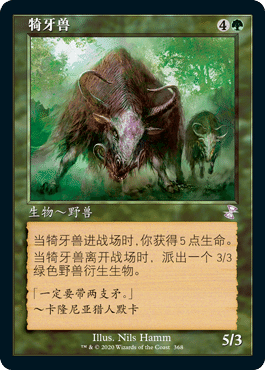 犄牙兽 4
生物～野兽
当犄牙兽进战场时，你获得5点生命。
当犄牙兽离开战场时，派出一个3/3
绿色野兽衍生生物。
「一定要带两支矛。」
～卡隆尼亚猎人默卡
Illus. Nils Hamm
™ & © 2020 Wizards of the Coast 368
5/3